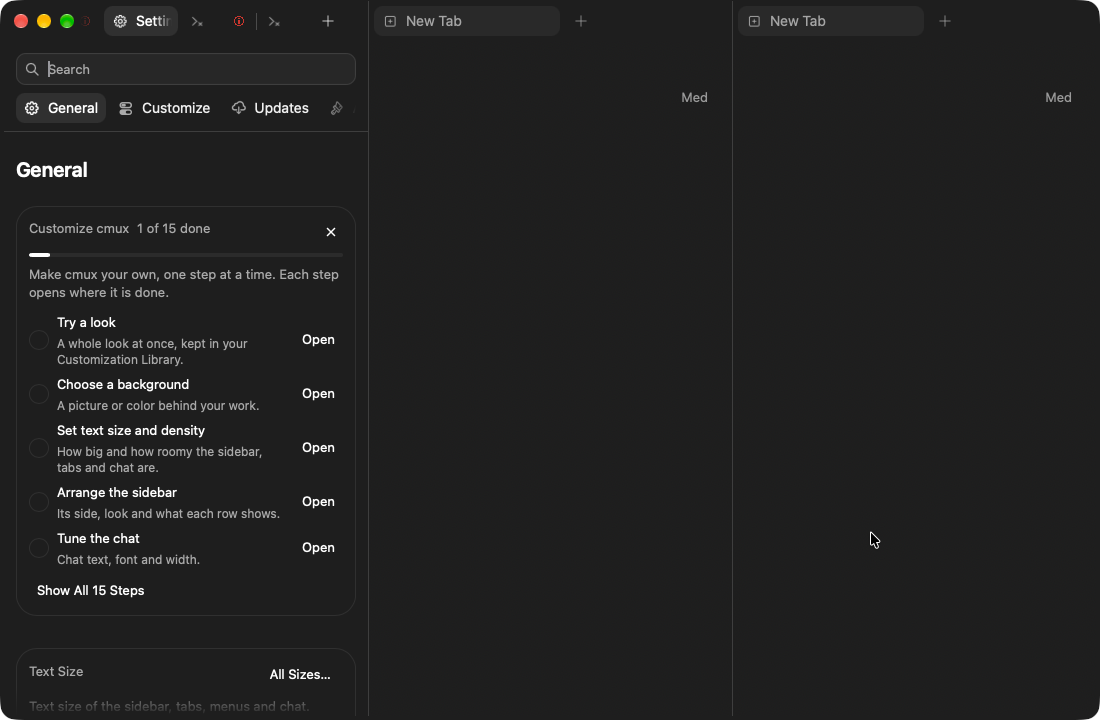 Settin
New Tab
New Tab
Search
Med
Med
General
Customize
Updates
General
Customize cmux 1 of 15 done
Make cmux your own, one step at a time. Each step
opens where it is done.
Try a look
A whole look at once, kept in your
Customization Library.
Open
Choose a background
A picture or color behind your work.
Open
Set text size and density
How big and how roomy the sidebar,
tabs and chat are.
Open
Arrange the sidebar
Its side, look and what each row shows.
Open
Tune the chat
Chat text, font and width.
Open
Show All 15 Steps
Text Size
All Sizes...
Text size of the sidebar, tabs, menus and chat.